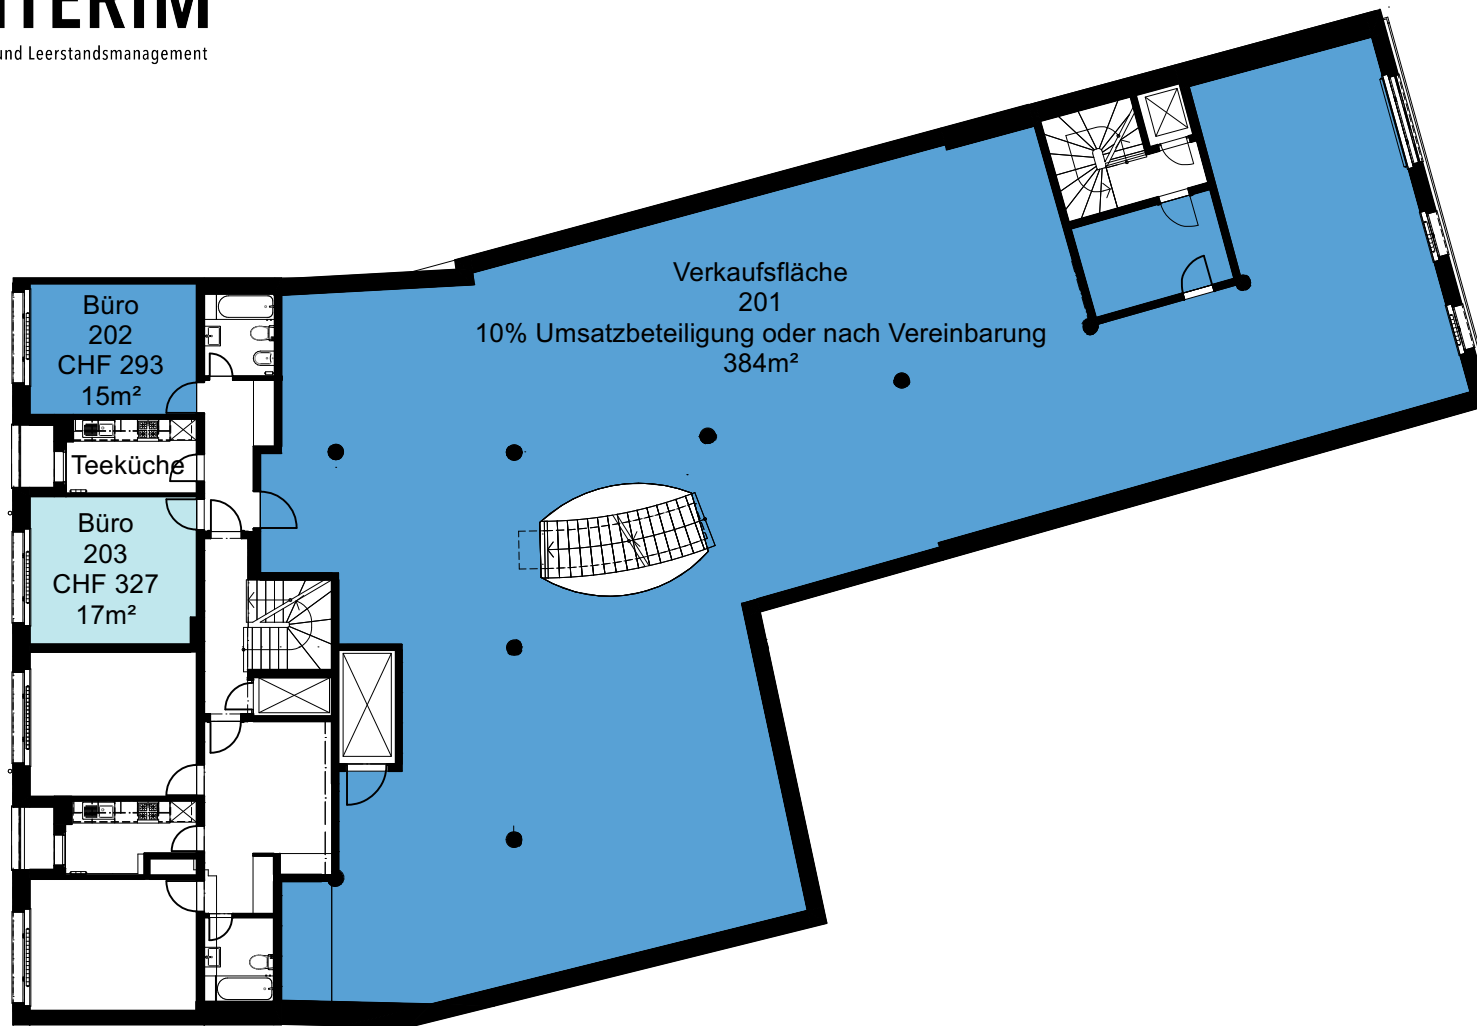 und Leerstandsmanagement
Verkaufsfläche
201
10% Umsatzbeteiligung oder nach Vereinbarung
384m²
Büro
202
CHF 293
15m²
Teeküche
Büro
203
CHF 327
17m²